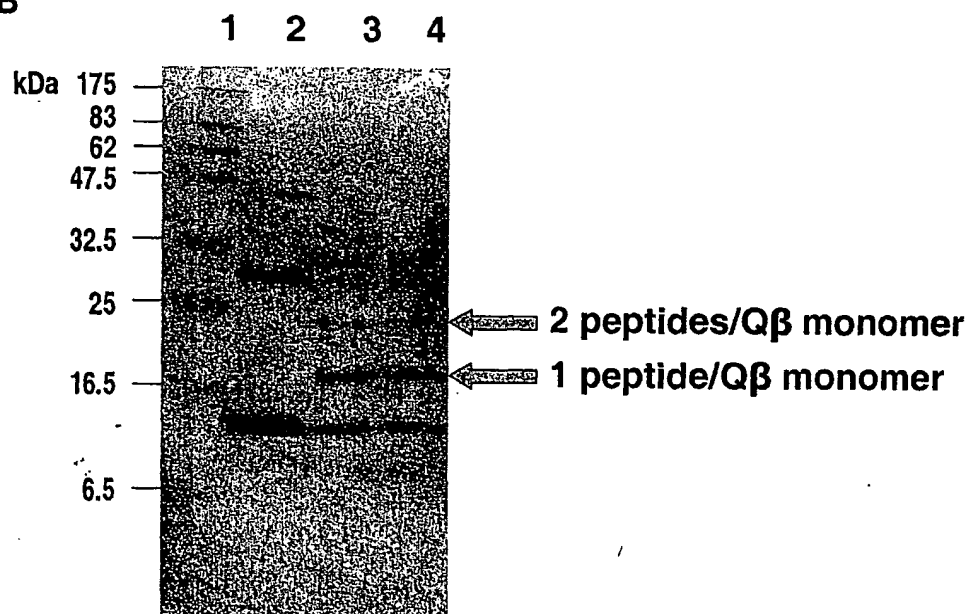 B
1 2 3 4
kDa 175
83
62
47.5
32.5
25
2 peptides/Qβ monomer
1 peptide/Qβ monomer
16.5
6.5